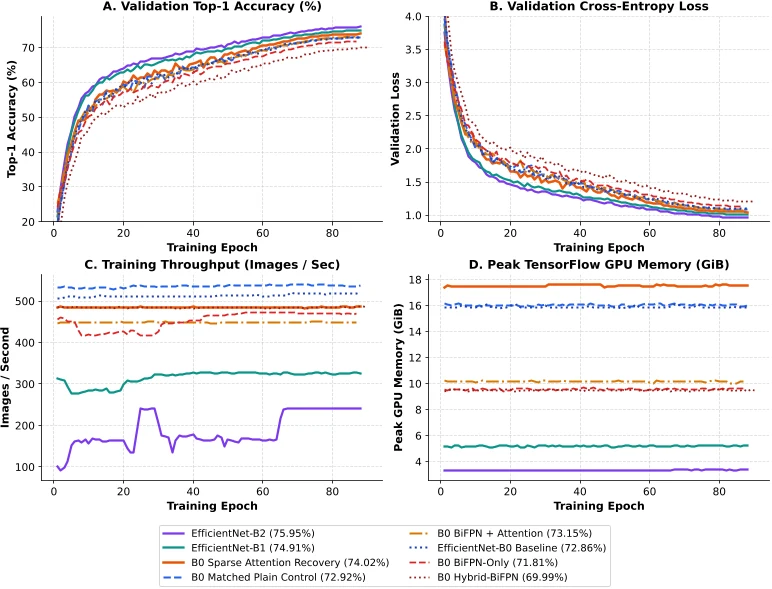 A. Validation Top-1 Accuracy (%)
Top-1 Accuracy (%)
70
60
50
40
30
20
0
20
40
60
80
Training Epoch
B. Validation Cross-Entropy Loss
Validation Loss
4.0
3.5
3.0
2.5
2.0
1.5
1.0
0
20
40
60
80
Training Epoch
C. Training Throughput (Images / Sec)
Images / Second
500
400
300
200
100
0
20
40
60
80
Training Epoch
D. Peak TensorFlow GPU Memory (GiB)
Peak GPU Memory (GiB)
18
16
14
12
10
8
6
4
0
20
40
60
80
Training Epoch
EfficientNet-B2 (75.95%)
EfficientNet-B1 (74.91%)
B0 Sparse Attention Recovery (74.02%)
B0 Matched Plain Control (72.92%)
B0 BiFPN + Attention (73.15%)
EfficientNet-B0 Baseline (72.86%)
B0 BiFPN-Only (71.81%)
B0 Hybrid-BiFPN (69.99%)